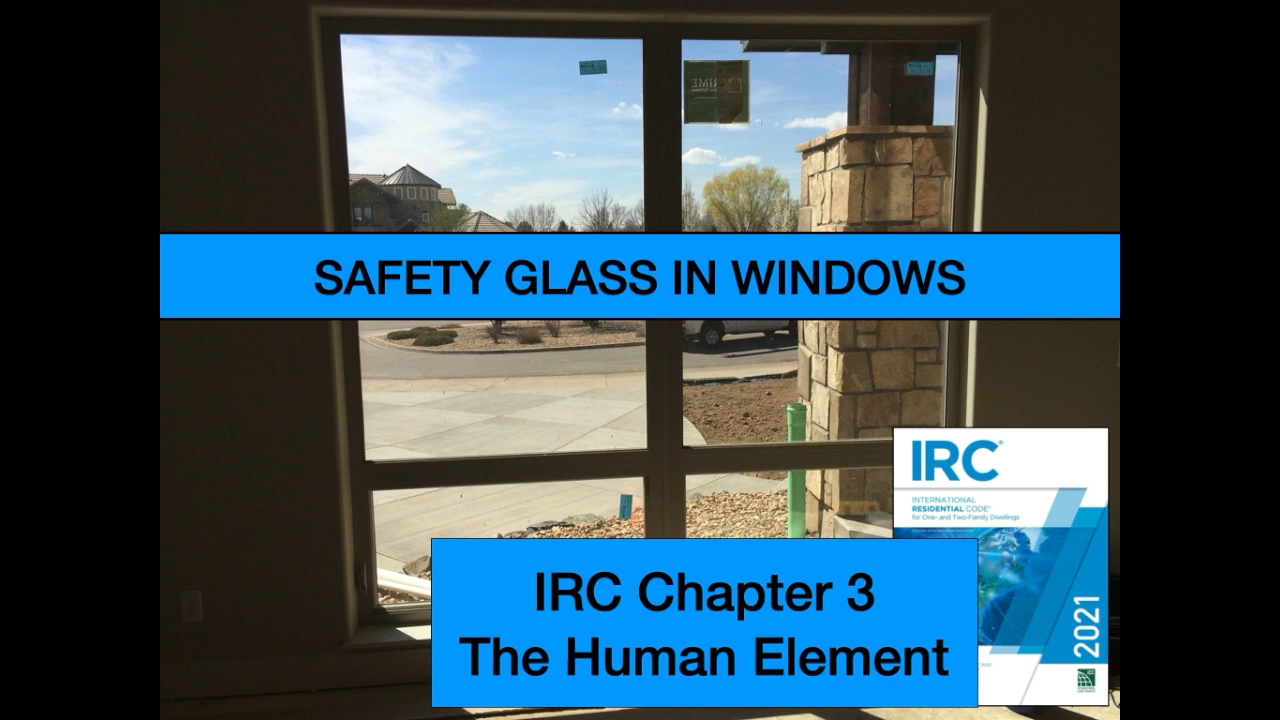 SAFETY GLASS IN WINDOWS
IRC®
INTERNATIONAL
RESIDENTIAL CODE®
for One- and Two-Family Dwellings
IRC Chapter 3
The Human Element
2021